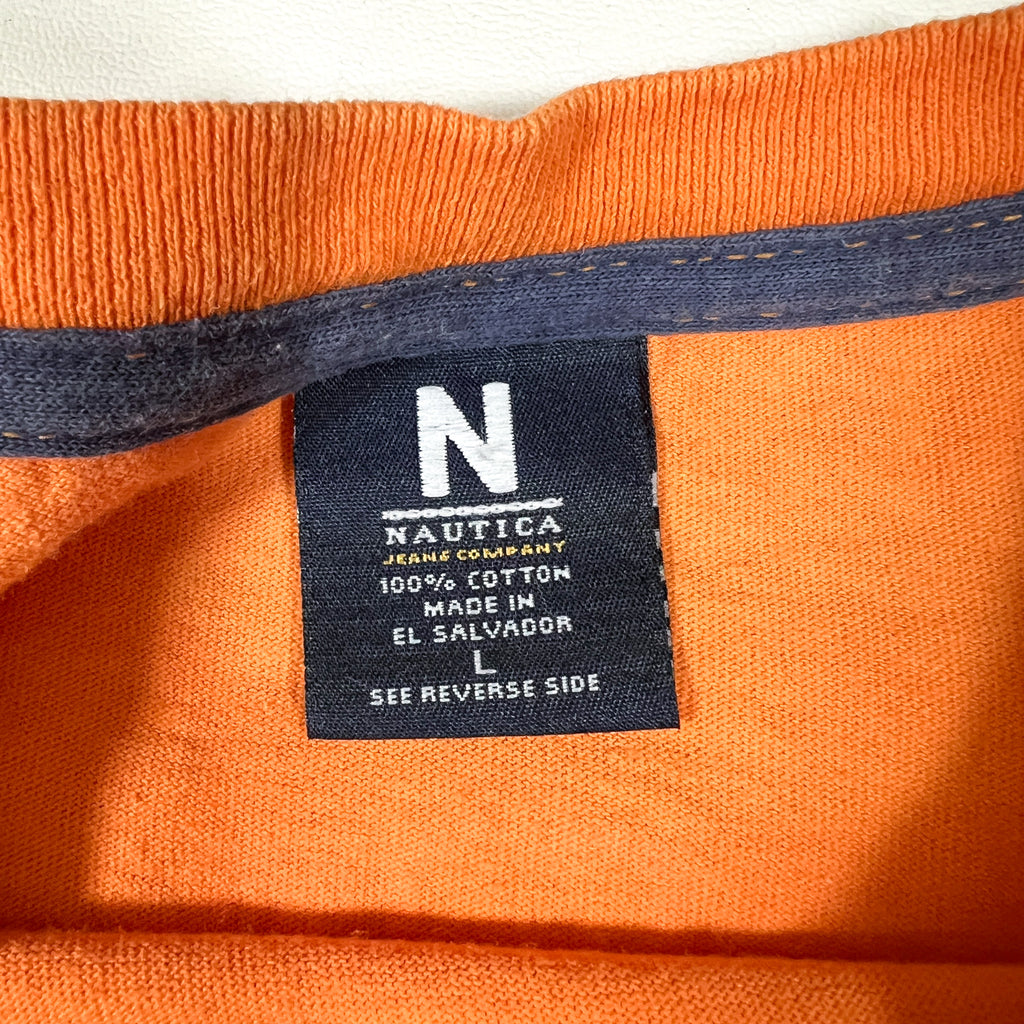 N
NAUTICA
JEANS COMPANY
100% COTTON
MADE IN
EL SALVADOR
L
SEE REVERSE SIDE